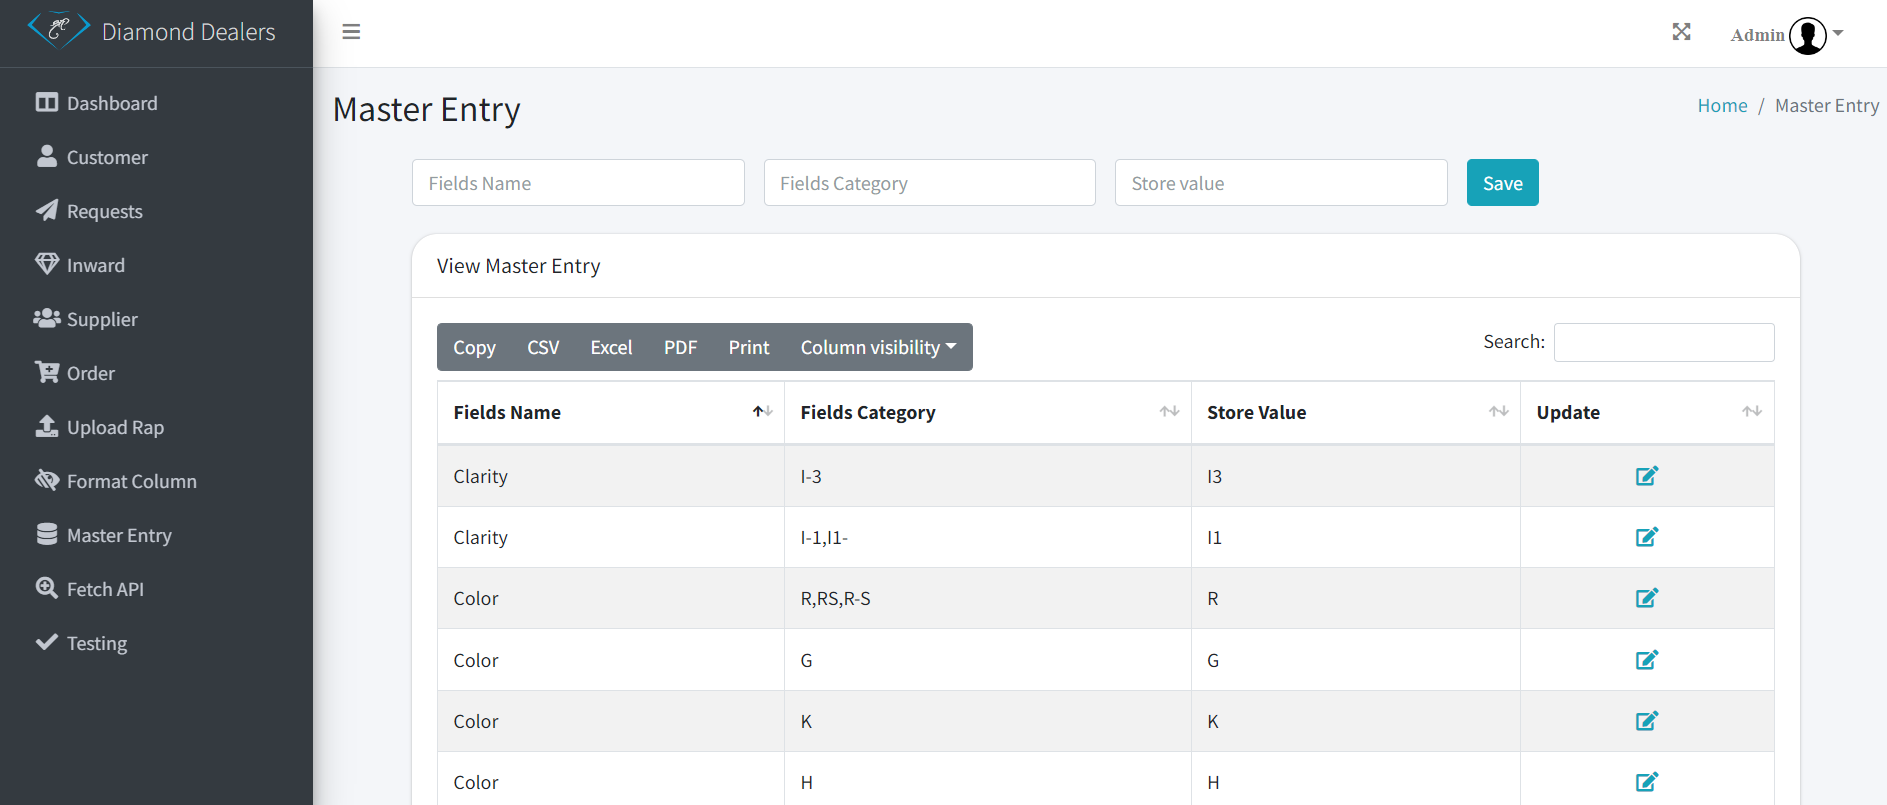 Diamond Dealers
Admin
Dashboard
Customer
Requests
Inward
Supplier
Order
Upload Rap
Format Column
Master Entry
Fetch API
Testing
Master Entry
Home / Master Entry
Fields Name Fields Category Store value Save
View Master Entry
Copy CSV Excel PDF Print Column visibility
Search:
Fields Name Fields Category Store Value Update
Clarity I-3 I3
Clarity I-1,I1- I1
Color R,RS,R-S R
Color G G
Color K K
Color H H